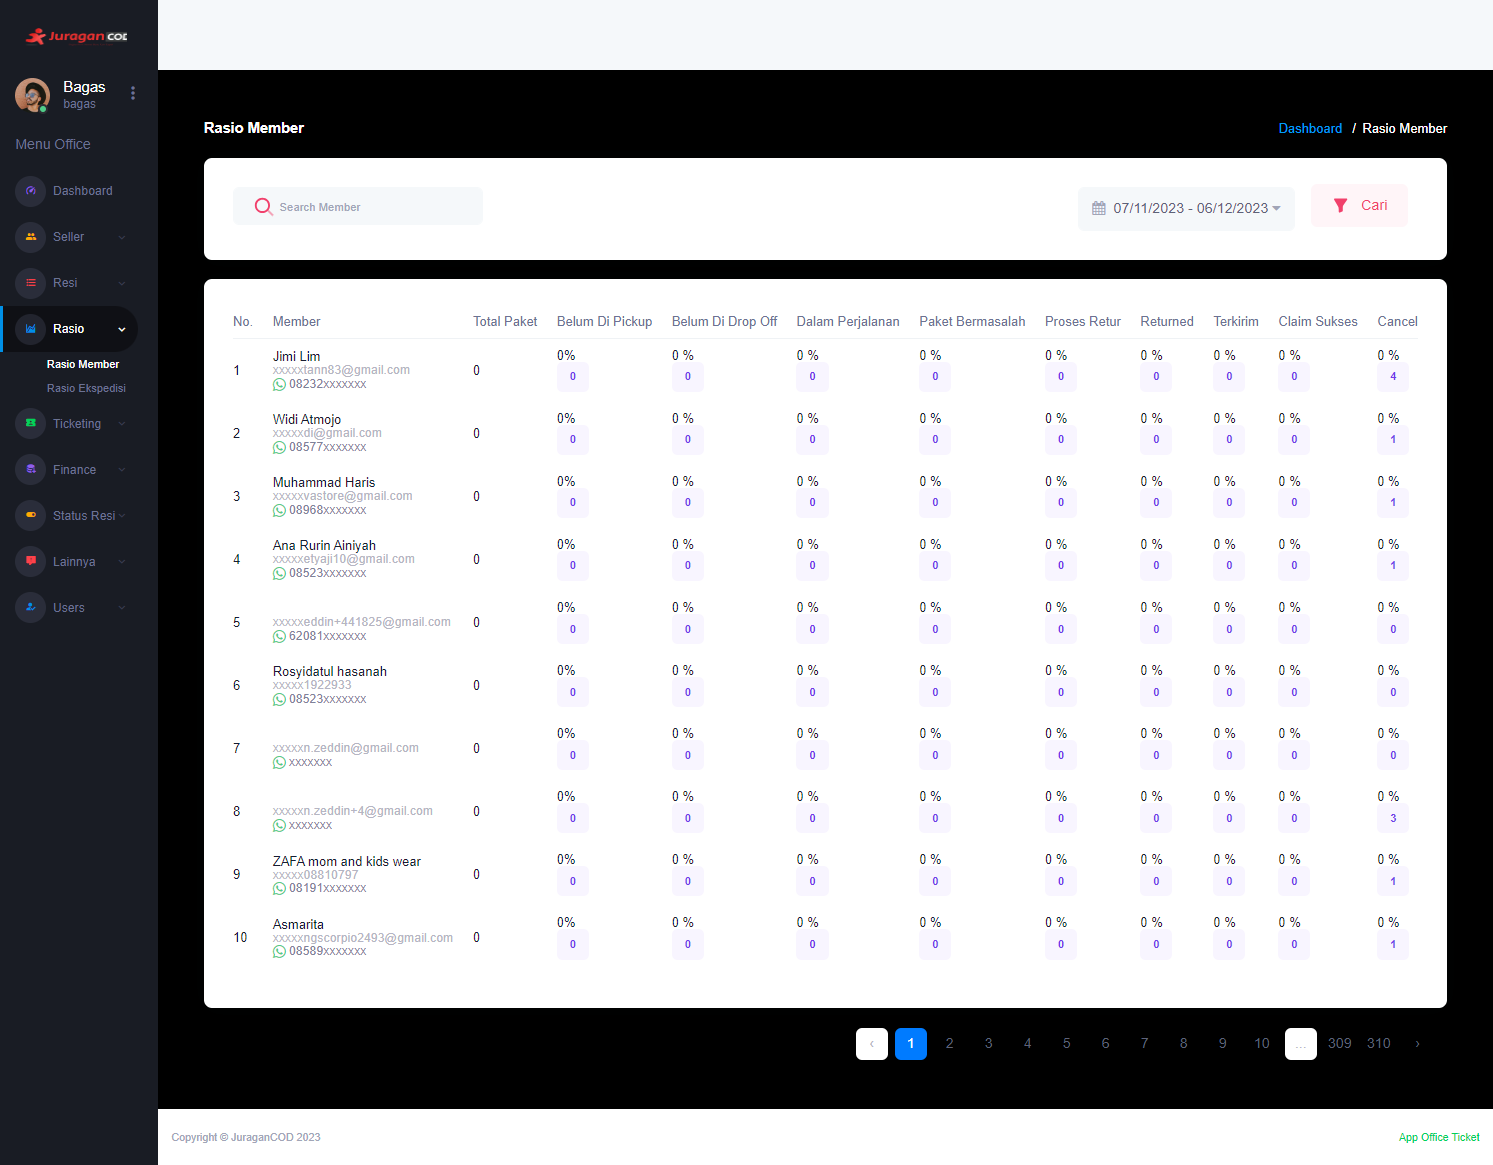 JuraganCOD
Bagas
bagas
Menu Office
Dashboard
Seller
Resi
Rasio
Rasio Member
Rasio Ekspedisi
Ticketing
Finance
Status Resi
Lainnya
Users
Rasio Member
Dashboard / Rasio Member
Search Member
07/11/2023 - 06/12/2023
Cari
No. Member Total Paket Belum Di Pickup Belum Di Drop Off Dalam Perjalanan Paket Bermasalah Proses Retur Returned Terkirim Claim Sukses Cancel
Jimi Lim 0% 0 % 0 % 0 % 0 % 0 % 0 % 0 % 0 %
1 xxxxxtann83@gmail.com 0 0 0 0 0 0 0 0 0 4
08232xxxxxxx
Widi Atmojo 0% 0 % 0 % 0 % 0 % 0 % 0 % 0 % 0 %
2 xxxxxdi@gmail.com 0 0 0 0 0 0 0 0 0 1
08577xxxxxxx
Muhammad Haris 0% 0 % 0 % 0 % 0 % 0 % 0 % 0 % 0 %
3 xxxxxvastore@gmail.com 0 0 0 0 0 0 0 0 0 1
08968xxxxxxx
Ana Rurin Ainiyah 0% 0 % 0 % 0 % 0 % 0 % 0 % 0 % 0 %
4 xxxxxetyaji10@gmail.com 0 0 0 0 0 0 0 0 0 1
08523xxxxxxx
0% 0 % 0 % 0 % 0 % 0 % 0 % 0 % 0 %
5 xxxxxeddin+441825@gmail.com 0 0 0 0 0 0 0 0 0 0
62081xxxxxxx
Rosyidatul hasanah 0% 0 % 0 % 0 % 0 % 0 % 0 % 0 % 0 %
6 xxxxx1922933 0 0 0 0 0 0 0 0 0 0
08523xxxxxxx
0% 0 % 0 % 0 % 0 % 0 % 0 % 0 % 0 %
7 xxxxxn.zeddin@gmail.com 0 0 0 0 0 0 0 0 0 0
xxxxxxx
0% 0 % 0 % 0 % 0 % 0 % 0 % 0 % 0 %
8 xxxxxn.zeddin+4@gmail.com 0 0 0 0 0 0 0 0 0 3
xxxxxxx
ZAFA mom and kids wear 0% 0 % 0 % 0 % 0 % 0 % 0 % 0 % 0 %
9 xxxxx08810797 0 0 0 0 0 0 0 0 0 1
08191xxxxxxx
Asmarita 0% 0 % 0 % 0 % 0 % 0 % 0 % 0 % 0 %
10 xxxxxngscorpio2493@gmail.com 0 0 0 0 0 0 0 0 0 1
08589xxxxxxx
‹ 1 2 3 4 5 6 7 8 9 10 ... 309 310 ›
Copyright © JuraganCOD 2023
App Office Ticket